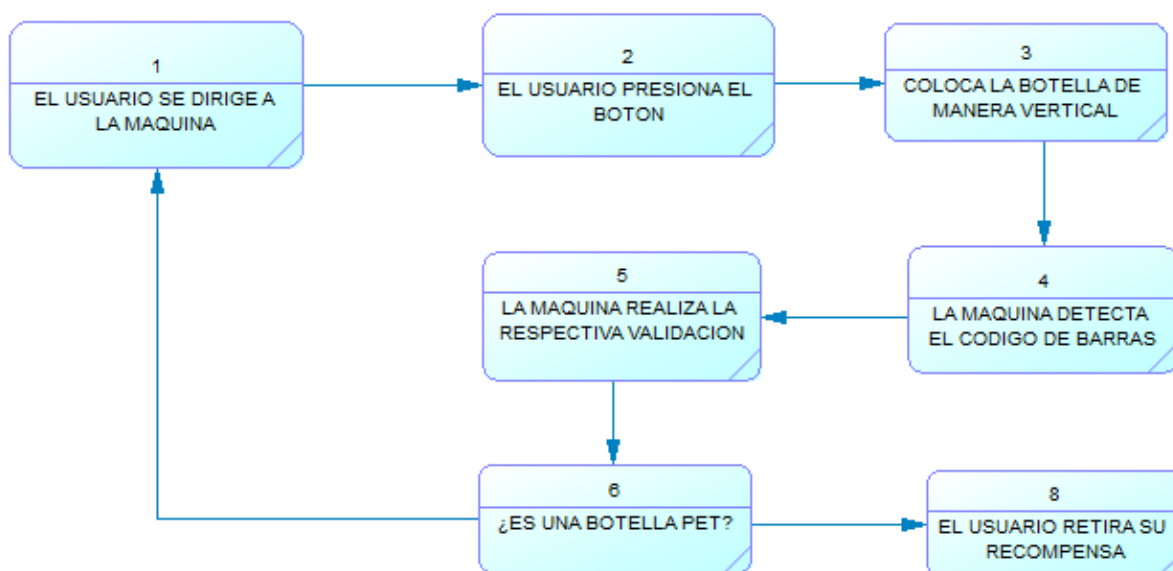 1
EL USUARIO SE DIRIGE A
LA MAQUINA
2
EL USUARIO PRESIONA EL
BOTON
3
COLOCA LA BOTELLA DE
MANERA VERTICAL
4
LA MAQUINA DETECTA
EL CODIGO DE BARRAS
5
LA MAQUINA REALIZA LA
RESPECTIVA VALIDACION
6
¿ES UNA BOTELLA PET?
8
EL USUARIO RETIRA SU
RECOMPENSA